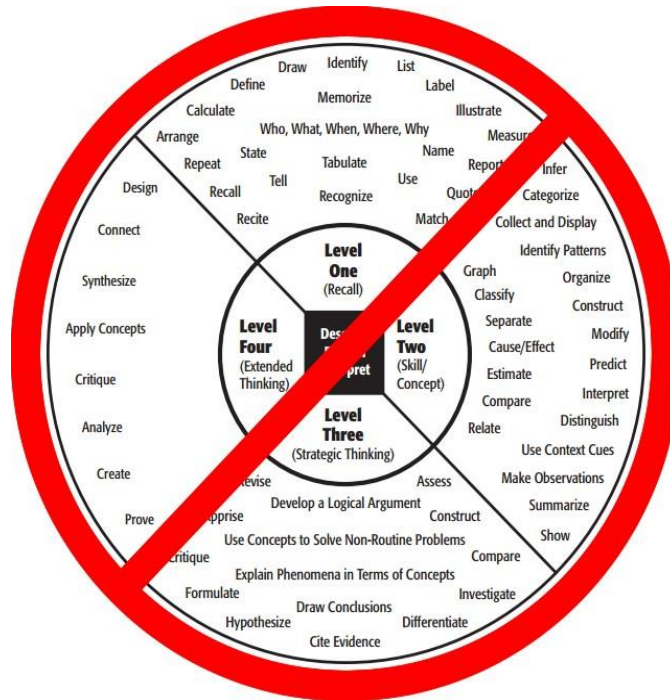 Draw
Identify
List
Define
Memorize
Label
Calculate
Illustrate
Arrange
Who, What, When, Where, Why
Measure
State
Name
Repeat
Tabulate
Report
Tell
Use
Recall
Recognize
Quote
Recite
Match
Level
One
(Recall)
Infer
Categorize
Collect and Display
Identify Patterns
Graph
Organize
Classify
Construct
Separate
Modify
Cause/Effect
Predict
Estimate
Interpret
Compare
Distinguish
Relate
Use Context Cues
Make Observations
Summarize
Show
Level
Two
(Skill/
Concept)
Level
Three
(Strategic Thinking)
Assess
Develop a Logical Argument
Construct
Use Concepts to Solve Non-Routine Problems
Critique
Compare
Explain Phenomena in Terms of Concepts
Formulate
Investigate
Draw Conclusions
Hypothesize
Differentiate
Cite Evidence
Level
Four
(Extended
Thinking)
Design
Connect
Synthesize
Apply Concepts
Critique
Analyze
Create
Prove